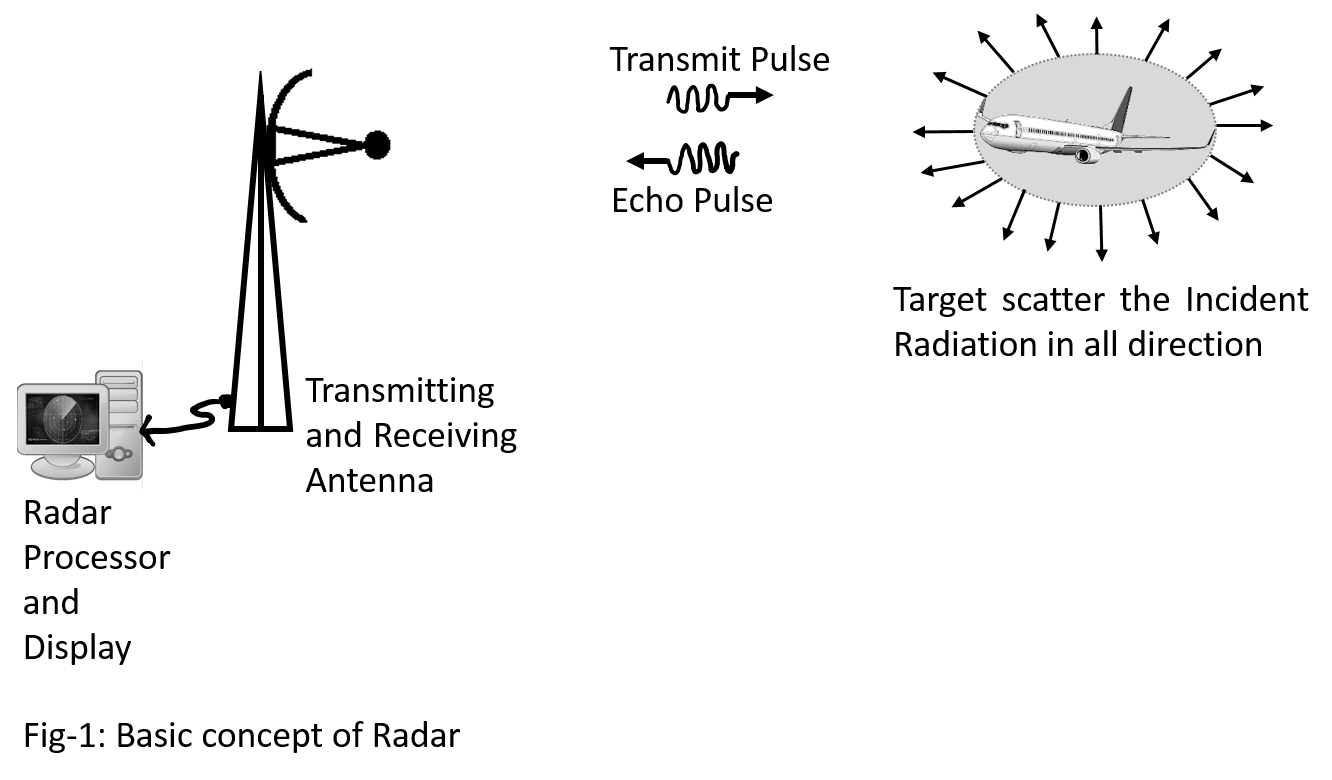 Transmit Pulse
Echo Pulse
Target scatter the Incident
Radiation in all direction
Transmitting
and Receiving
Antenna
Radar
Processor
and
Display
Fig-1: Basic concept of Radar